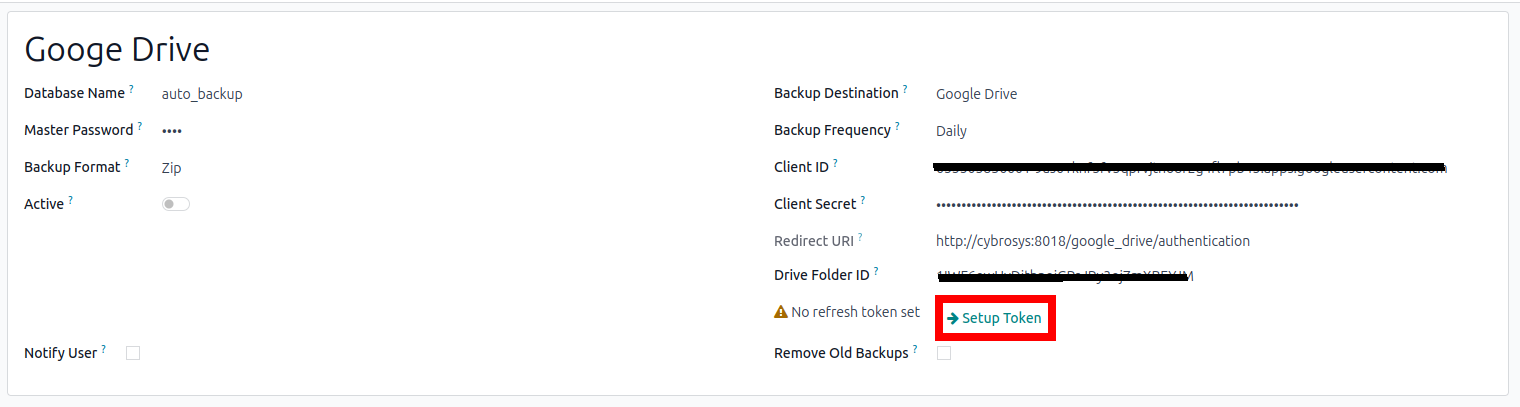 Googe Drive
Database Name ? auto_backup
Master Password ? ••••
Backup Format ? Zip
Active ?
Notify User ?
Backup Destination ? Google Drive
Backup Frequency ? Daily
Client ID ?
Client Secret ? ••••••••••••••••••••••••••••••••••••••••••••••••••••••••••••••••••••••
Redirect URI ? http://cybrosys:8018/google_drive/authentication
Drive Folder ID ?
No refresh token set Setup Token
Remove Old Backups ?